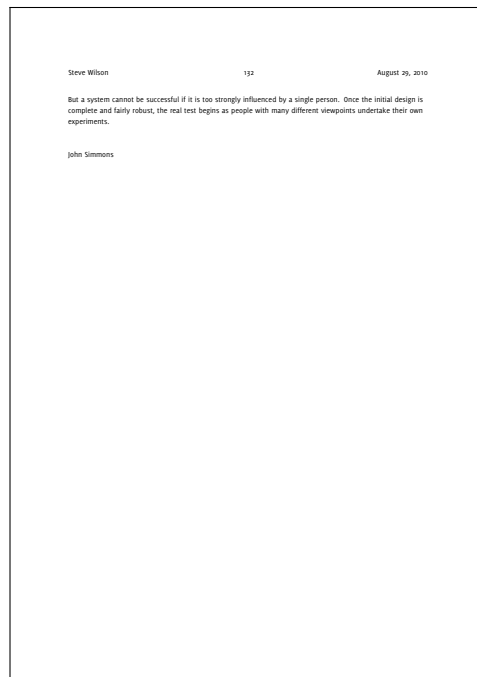 Steve Wilson 132 August 29, 2010
But a system cannot be successful if it is too strongly influenced by a single person. Once the initial design is
complete and fairly robust, the real test begins as people with many different viewpoints undertake their own
experiments.
John Simmons